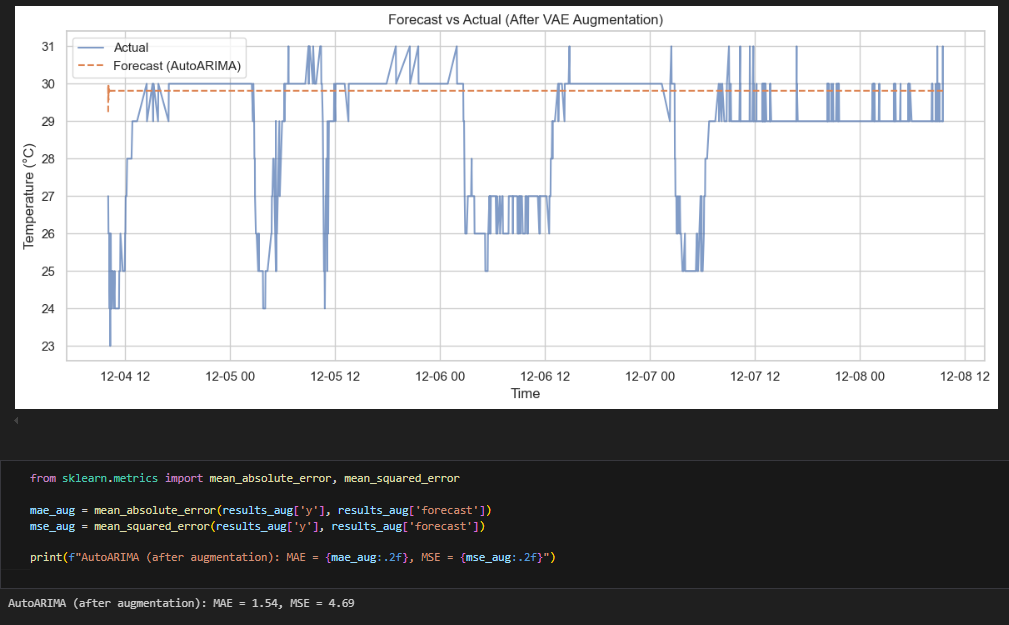 Forecast vs Actual (After VAE Augmentation)
Actual
Forecast (AutoARIMA)
31
30
29
28
27
26
25
24
23
Temperature (°C)
12-04 12
12-05 00
12-05 12
12-06 00
12-06 12
12-07 00
12-07 12
12-08 00
12-08 12
Time
from sklearn.metrics import mean_absolute_error, mean_squared_error
mae_aug = mean_absolute_error(results_aug['y'], results_aug['forecast'])
mse_aug = mean_squared_error(results_aug['y'], results_aug['forecast'])
print(f"AutoARIMA (after augmentation): MAE = {mae_aug:.2f}, MSE = {mse_aug:.2f}")
AutoARIMA (after augmentation): MAE = 1.54, MSE = 4.69